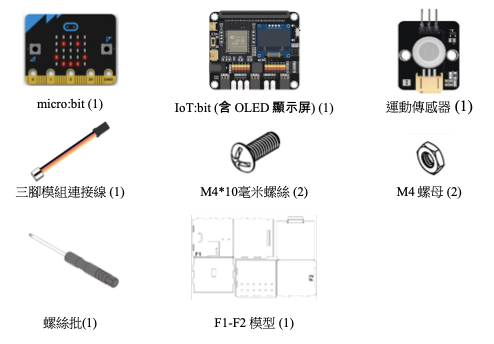 micro:bit (1)
IoT:bit (含 OLED 顯示屏) (1)
運動傳感器 (1)
三腳模組連接線 (1)
M4*10毫米螺絲 (2)
M4 螺母 (2)
F1
F2
螺絲批(1)
F1-F2 模型 (1)